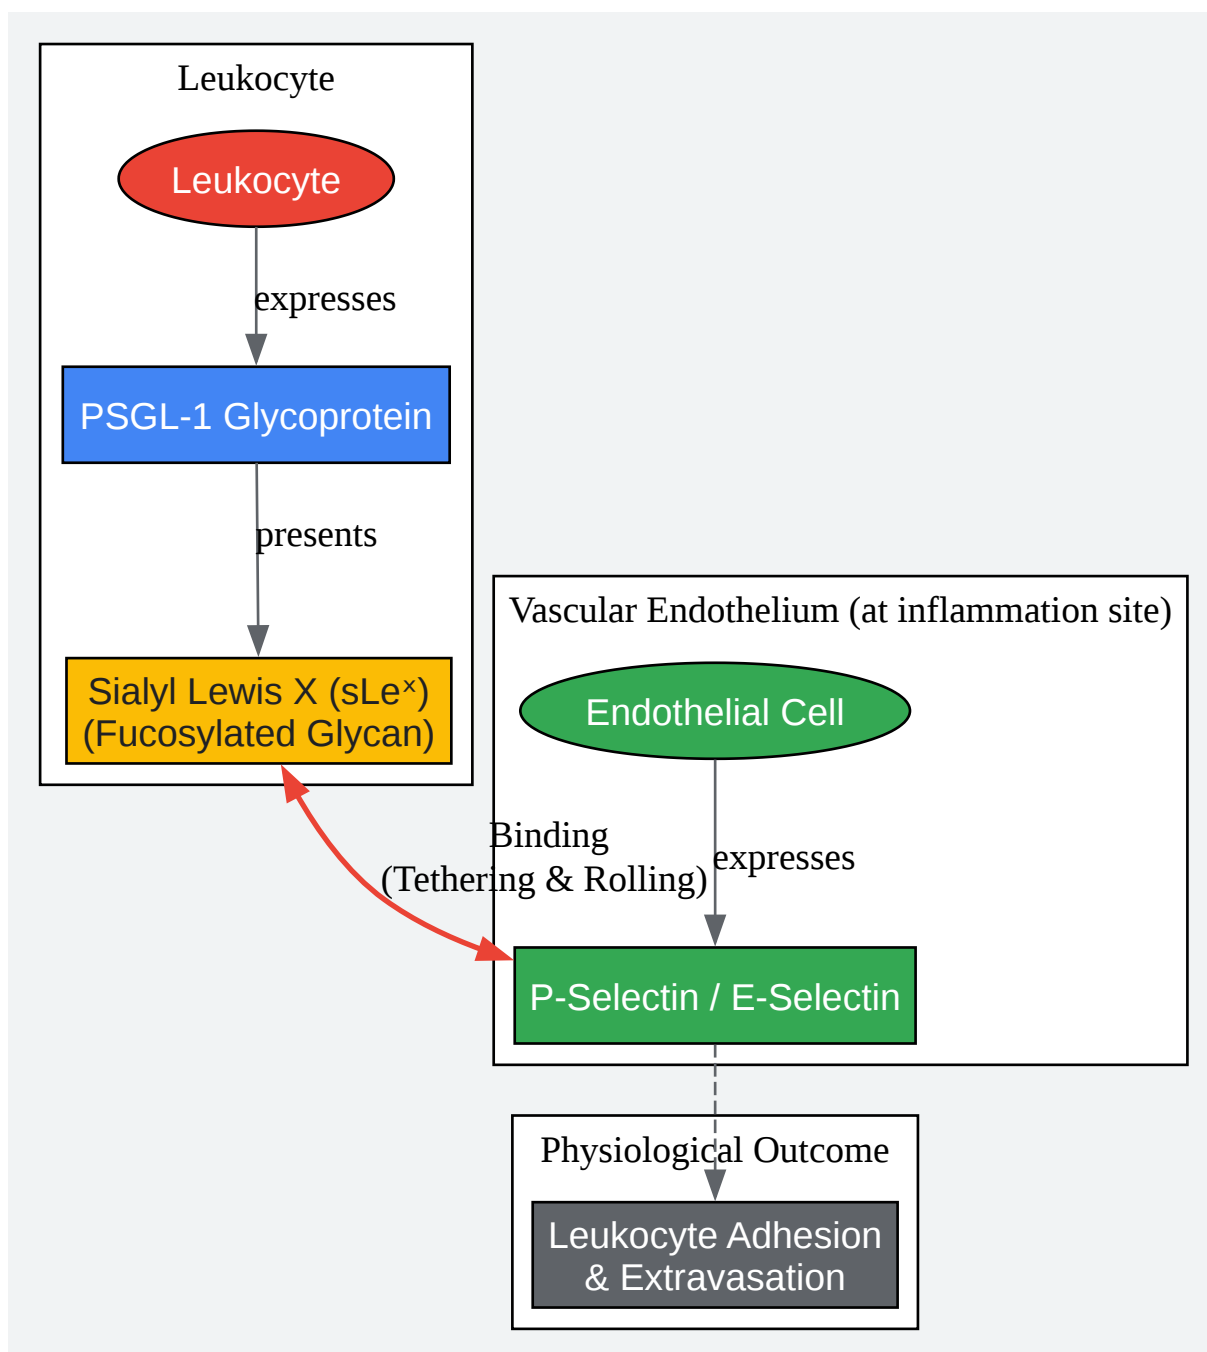 Leukocyte
Leukocyte
expresses
PSGL-1 Glycoprotein
presents
Sialyl Lewis X (sLeˣ)
(Fucosylated Glycan)
Vascular Endothelium (at inflammation site)
Endothelial Cell
Binding
(Tethering & Rolling)
expresses
P-Selectin / E-Selectin
Physiological Outcome
Leukocyte Adhesion
& Extravasation